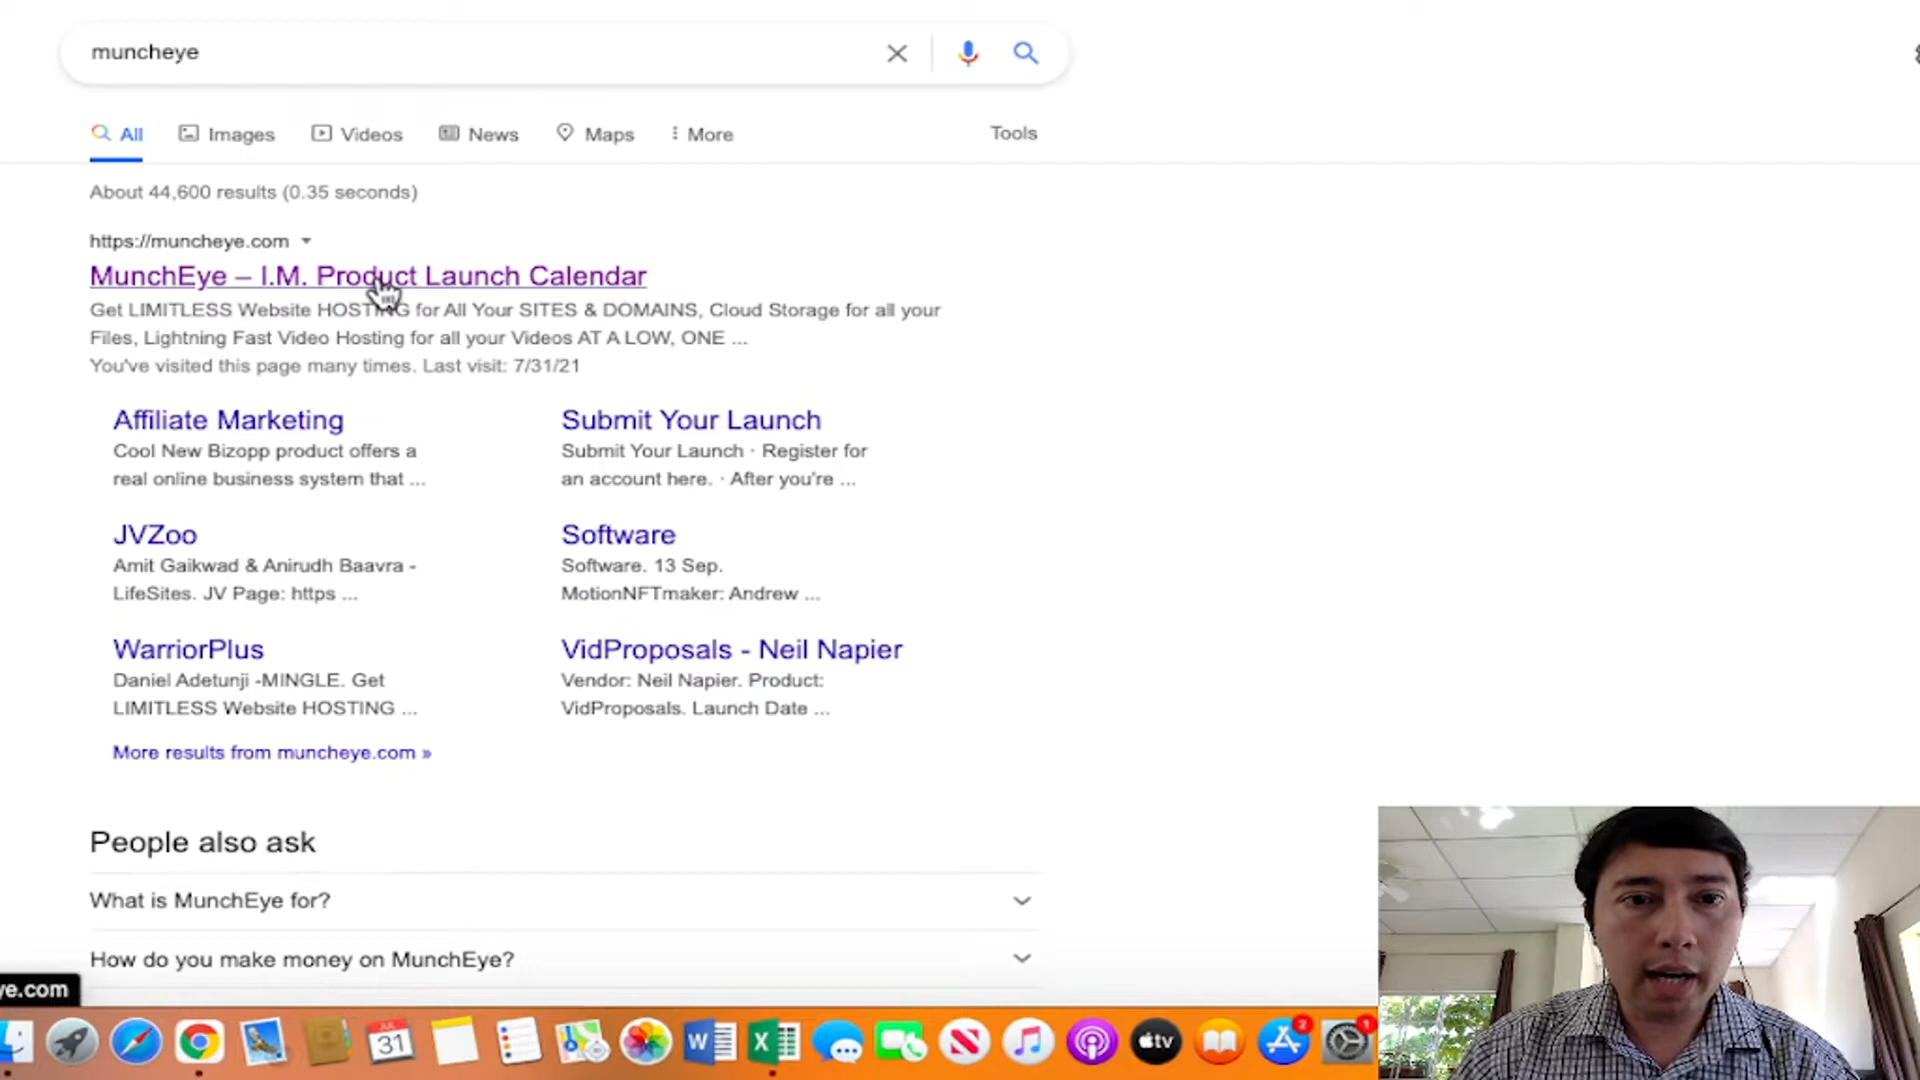 muncheye
All
Images
Videos
News
Maps
More
Tools
About 44,600 results (0.35 seconds)
https://muncheye.com
MunchEye – I.M. Product Launch Calendar
Get LIMITLESS Website HOSTING for All Your SITES & DOMAINS, Cloud Storage for all your
Files, Lightning Fast Video Hosting for all your Videos AT A LOW, ONE ...
You've visited this page many times. Last visit: 7/31/21
Affiliate Marketing
Cool New Bizopp product offers a
real online business system that ...
Submit Your Launch
Submit Your Launch · Register for
an account here. · After you're ...
JVZoo
Amit Gaikwad & Anirudh Baavra -
LifeSites. JV Page: https ...
Software
Software. 13 Sep.
MotionNFTmaker: Andrew ...
WarriorPlus
Daniel Adetunji -MINGLE. Get
LIMITLESS Website HOSTING ...
VidProposals - Neil Napier
Vendor: Neil Napier. Product:
VidProposals. Launch Date ...
More results from muncheye.com »
People also ask
What is MunchEye for?
How do you make money on MunchEye?
ye.com
JUL
31
W
X
tv
2
1